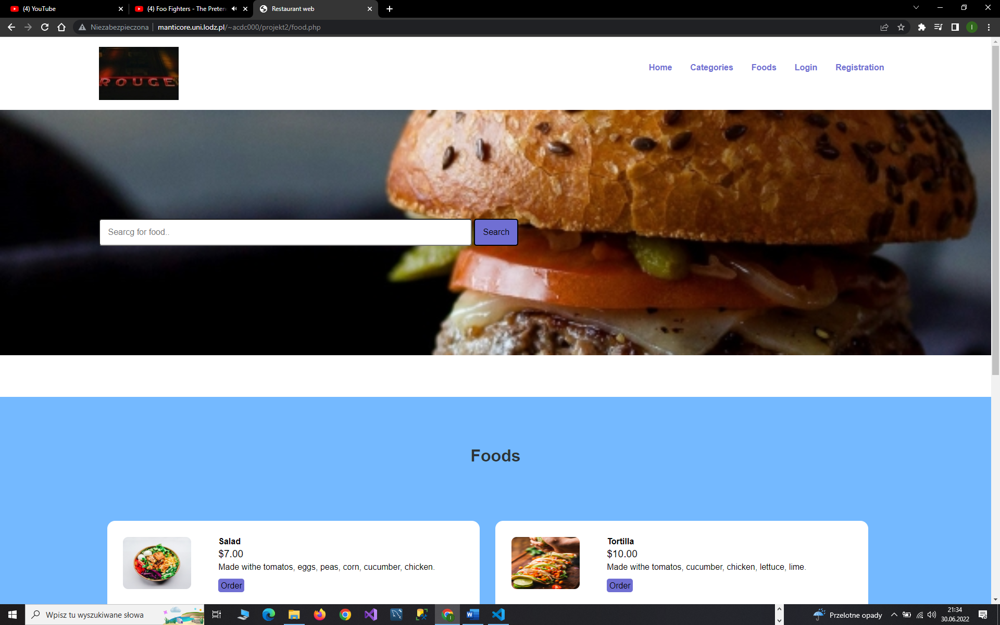 (4) YouTube
(4) Foo Fighters - The Preten
Restaurant web
Niezabezpieczona
manticore.uni.lodz.pl/~acdc000/projekt2/food.php
I
ROUGE
Home
Categories
Foods
Login
Registration
Searcg for food..
Search
Foods
Salad
$7.00
Made withe tomatos, eggs, peas, corn, cucumber, chicken.
Order
Tortilla
$10.00
Made withe tomatos, cucumber, chicken, lettuce, lime.
Order
Wpisz tu wyszukiwane słowa
Przelotne opady
21:34
30.06.2022